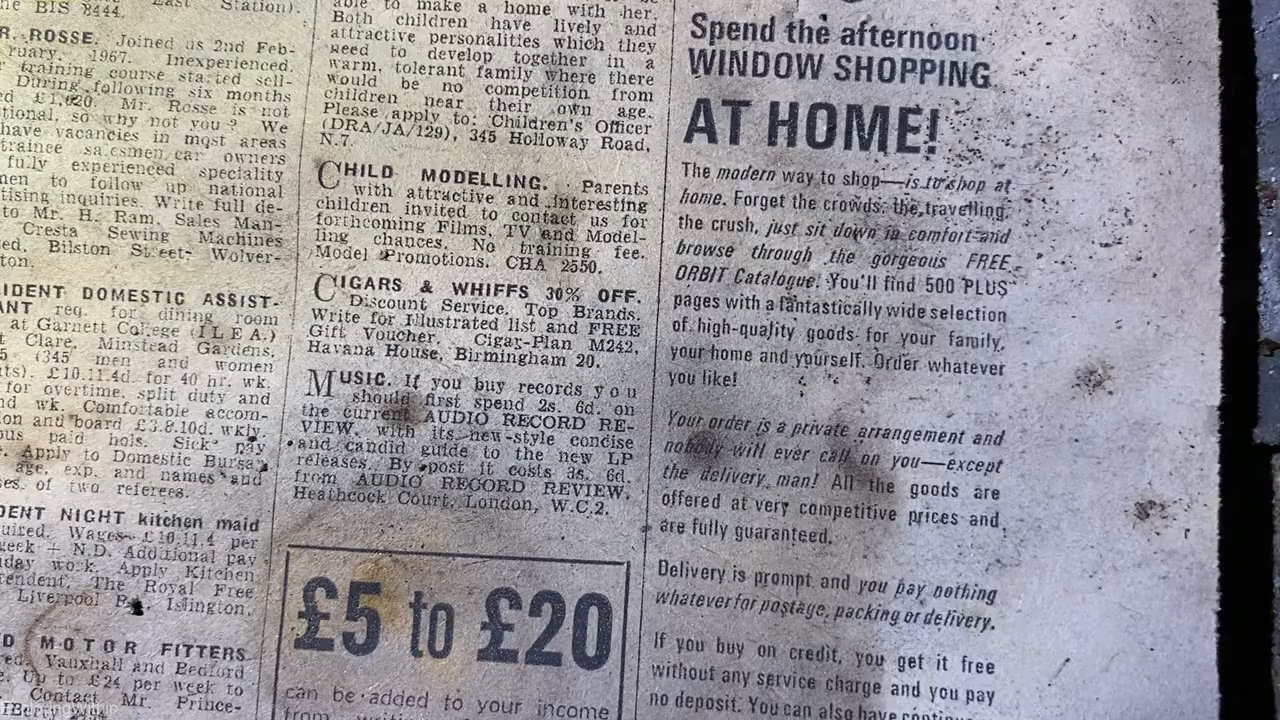 he BIS 8444. East Station).
R. ROSSE. Joined us 2nd Feb-
ruary, 1967. Inexperienced.
training course started sell-
During following six months
ed £1,620. Mr. Rosse is not
tional, so why not you? We
have vacancies in most areas
trainee salesmen/car owners
fully experienced speciality
men to follow up national
tising inquiries. Write full de-
to Mr. H. Ram, Sales Man-
Cresta Sewing Machines
ed. Bilston Street, Wolver-
ton.
IDENT DOMESTIC ASSIST-
ANT req. for dining room
at Garnett College (I L E A)
t Clare, Minstead Gardens,
5. (345 men and women
nts). £10.11.4d. for 40 hr. wk.
for overtime, split duty and
nd wk. Comfortable accom-
on and board £3.8.10d. wkly.
ous paid hols. Sick pay
. Apply to Domestic Bursa
age, exp. and names and
ses. of two referees.
DENT NIGHT kitchen maid
uired. Wages £10.11.4 per
eek + N.D. Additional pay
day work. Apply Kitchen
endent, The Royal Free
Liverpool Islington.
D MOTOR FITTERS
ed. Vauxhall and Bedford
. Up to £24 per week to
Contact Mr. Prince-
able to make a home with her.
Both children have lively and
attractive personalities which they
need to develop together in a
warm, tolerant family where there
would be no competition from
children near their own age.
Please apply to: Children's Officer
(DRA/JA/129), 345 Holloway Road,
N.7.
CHILD MODELLING. Parents
with attractive and interesting
children invited to contact us for
forthcoming Films, TV and Model-
ling chances. No training fee.
Model Promotions. CHA 2550.
CIGARS & WHIFFS 30% OFF.
Discount Service. Top Brands.
Write for Illustrated list and FREE
Gift Voucher. Cigar-Plan M242,
Havana House, Birmingham 20.
MUSIC. If you buy records you
should first spend 2s. 6d. on
the current AUDIO RECORD RE-
VIEW, with its new-style concise
and candid guide to the new LP
releases. By post it costs 3s. 6d.
from AUDIO RECORD REVIEW,
Heathcock Court, London, W.C.2.
£5 to £20
can be added to your income
Spend the afternoon
WINDOW SHOPPING
AT HOME!
The modern way to shop—is to shop at
home. Forget the crowds, the travelling,
the crush, just sit down in comfort and
browse through the gorgeous FREE
ORBIT Catalogue. You'll find 500 PLUS
pages with a fantastically wide selection
of high-quality goods for your family,
your home and yourself. Order whatever
you like!
Your order is a private arrangement and
nobody will ever call on you—except
the delivery man! All the goods are
offered at very competitive prices and
are fully guaranteed.
Delivery is prompt and you pay nothing
whatever for postage, packing or delivery.
If you buy on credit, you get it free
without any service charge and you pay
no deposit. You can also have